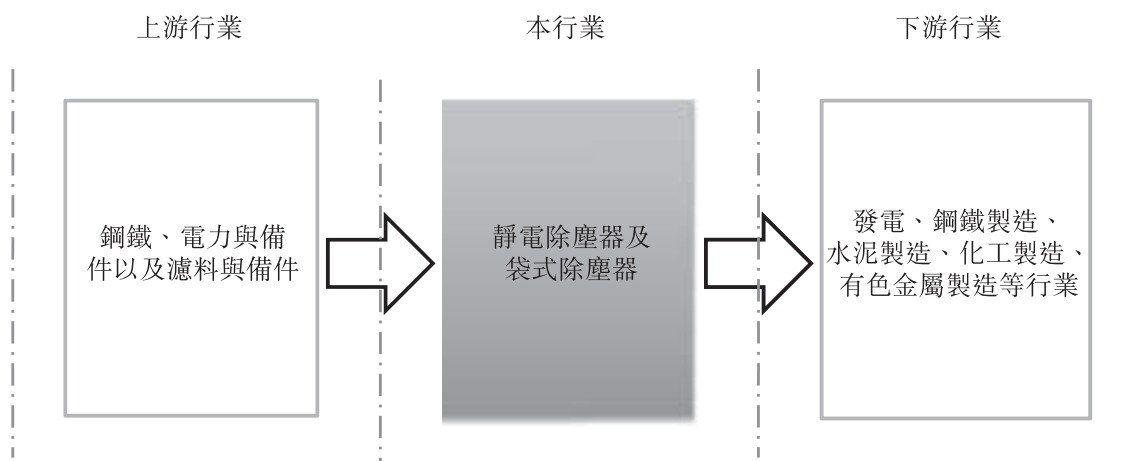 上游行業
本行業
下游行業
鋼鐵、電力與備
件以及濾料與備件
靜電除塵器及
袋式除塵器
發電、鋼鐵製造、
水泥製造、化工製造、
有色金屬製造等行業